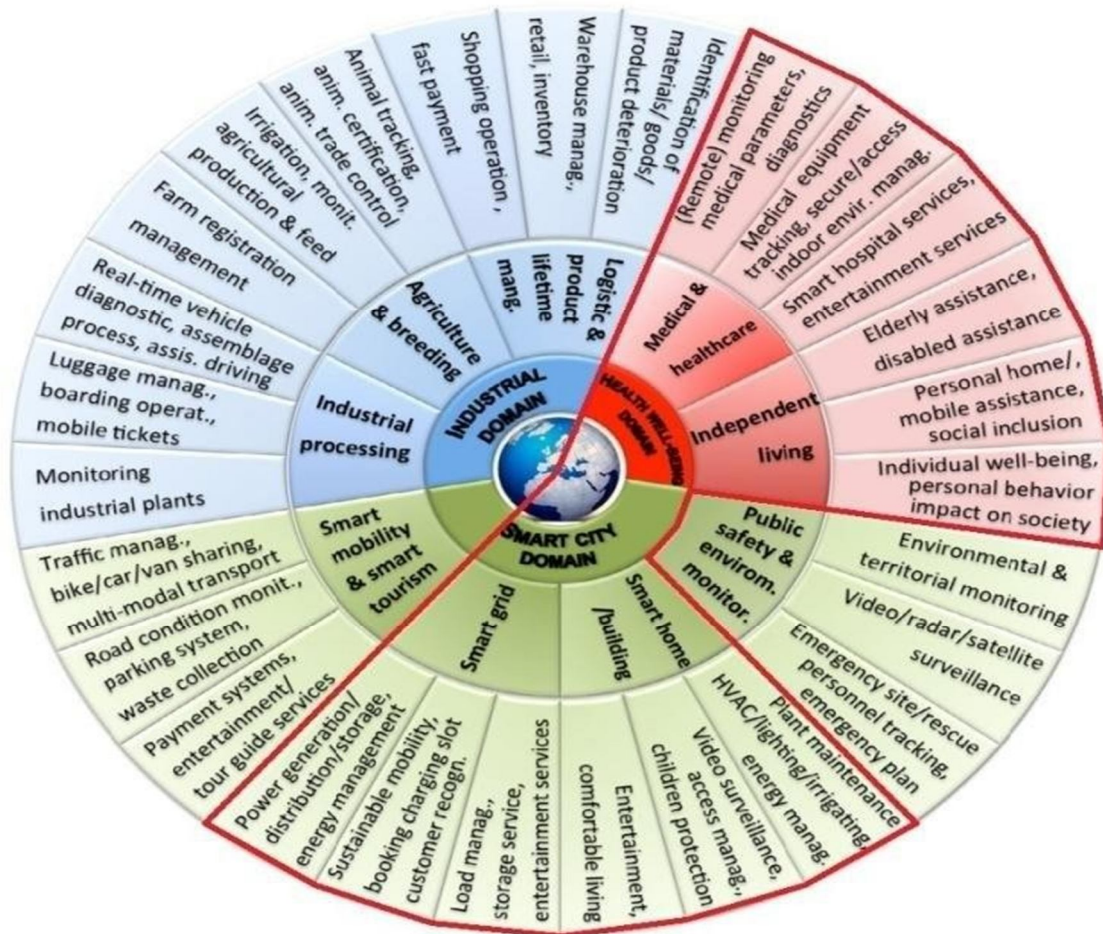 INDUSTRIAL
DOMAIN
HEALTH WELL-BEING
DOMAIN
SMART CITY
DOMAIN
Logistic &
product
lifetime
mang.
Agriculture
& breeding
Industrial
processing
Medical &
healthcare
Independent
living
Public
safety &
environ.
monitor.
Smart home
/building
Smart grid
Smart
mobility
& smart
tourism
Identification of
materials/ goods/
product deterioration
Warehouse manag.,
retail, inventory
Shopping operation ,
fast payment
Animal tracking,
anim. certification,
anim. trade control
Irrigation, monit.
agricultural
production & feed
Farm registration
management
Real-time vehicle
diagnostic, assemblage
process, assis. driving
Luggage manag.,
boarding operat.,
mobile tickets
Monitoring
industrial plants
(Remote) monitoring
medical parameters,
diagnostics
Medical equipment
tracking, secure/access
indoor envir. manag.
Smart hospital services,
entertainment services
Elderly assistance,
disabled assistance
Personal home/,
mobile assistance,
social inclusion
Individual well-being,
personal behavior
impact on society
Environmental &
territorial monitoring
Video/radar/satellite
surveillance
Emergency site/rescue
personnel tracking,
emergency plan
Plant maintenance
HVAC/lighting/irrigating,
energy manag.
Video surveillance,
access manag.,
children protection
Entertainment,
comfortable living
Load manag.,
storage service,
entertainment services
Sustainable mobility,
booking charging slot
customer recogn.
Power generation/
distribution/storage,
energy management
Payment systems,
entertainment/
tour guide services
Road condition monit.,
parking system,
waste collection
Traffic manag.,
bike/car/van sharing,
multi-modal transport